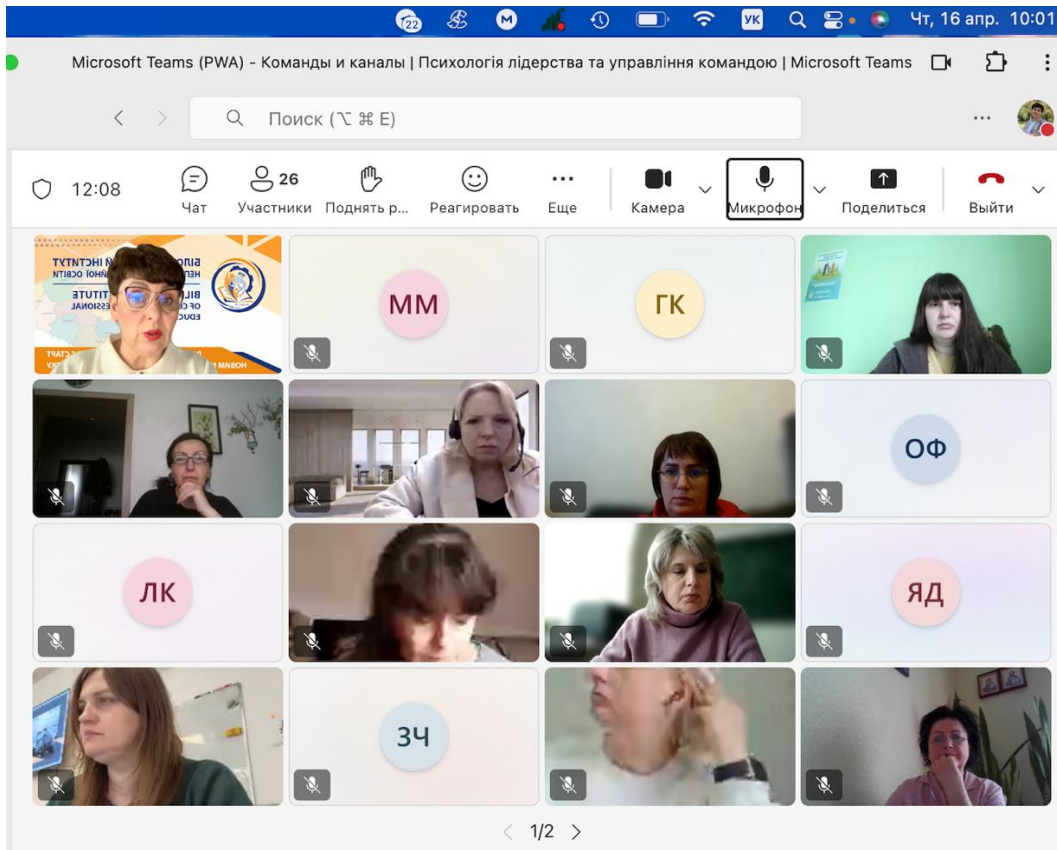 22
M
УК
Чт, 16 апр. 10:01
Microsoft Teams (PWA) - Команды и каналы | Психологія лідерства та управління командою | Microsoft Teams
Поиск (⌥ ⌘ E)
12:08
Чат
26
Участники
Поднять р...
Реагировать
Еще
Камера
Микрофон
Поделиться
Выйти
ММ
ГК
ОФ
ЛК
ЯД
ЗЧ
1/2